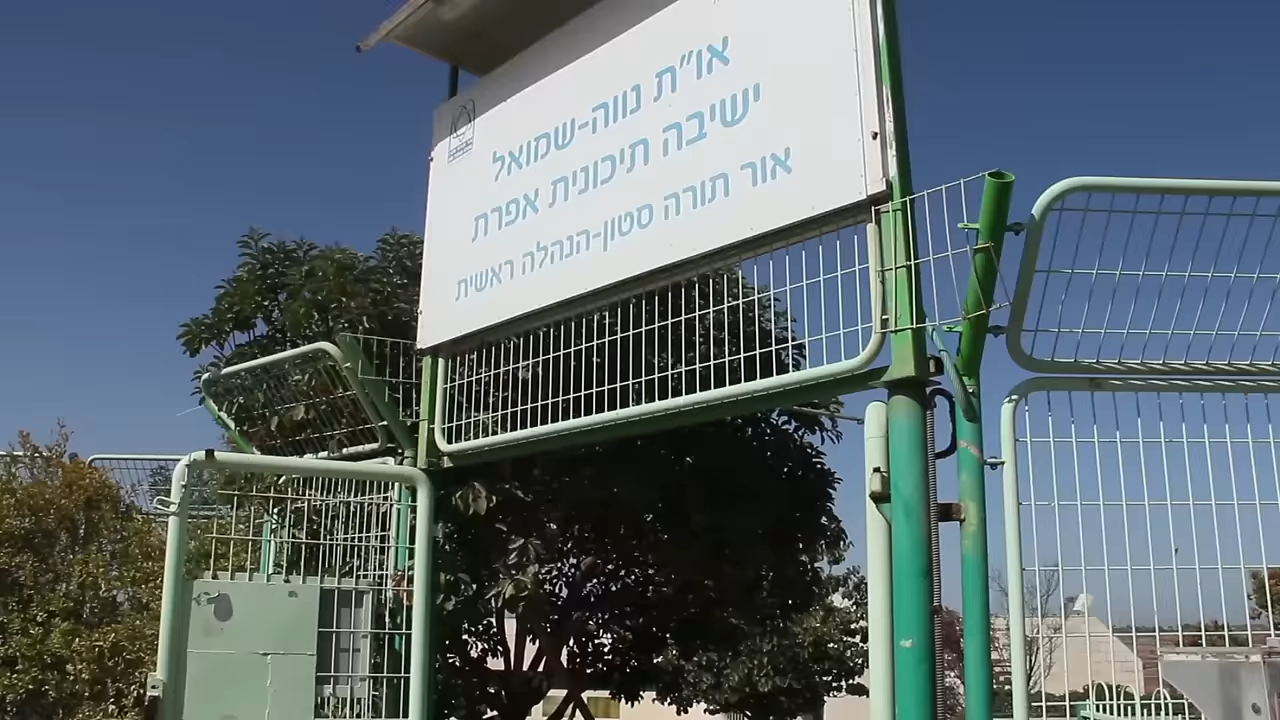 או"ת נווה-שמואל
ישיבה תיכונית אפרת
אור תורה סטון-הנהלה ראשית